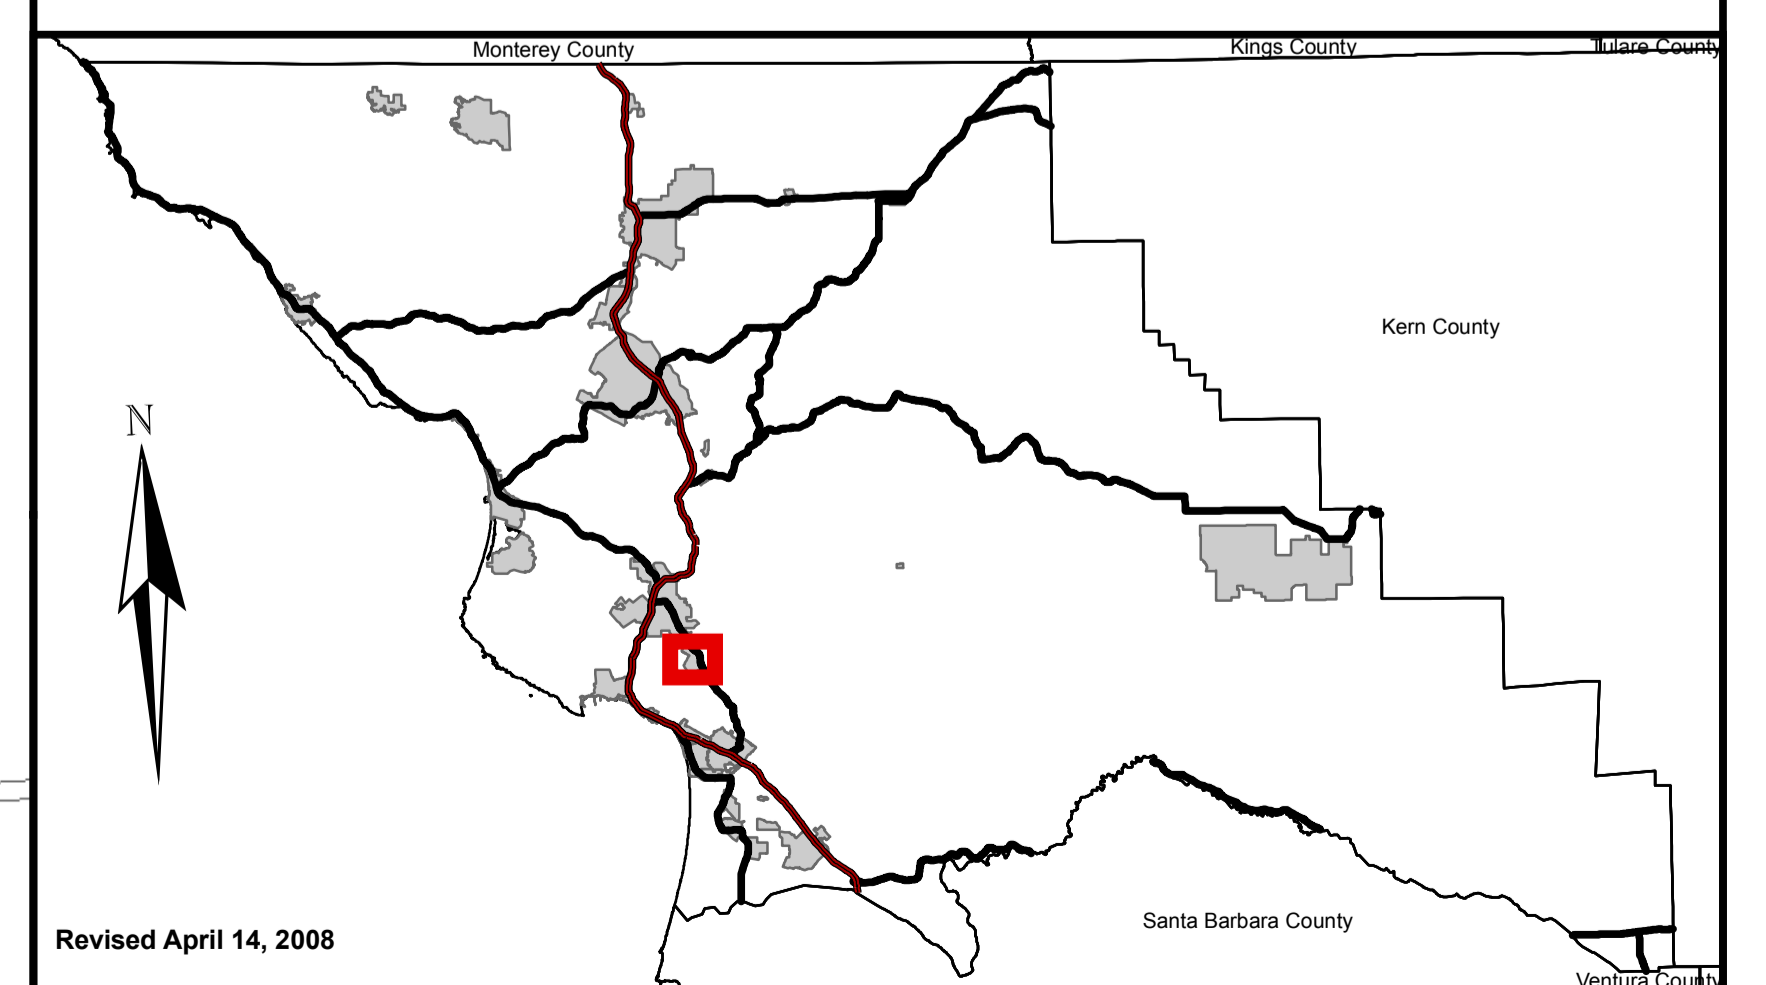 Monterey County
Kings County
Tulare County
Kern County
N
Santa Barbara County
Revised April 14, 2008
Ventura County